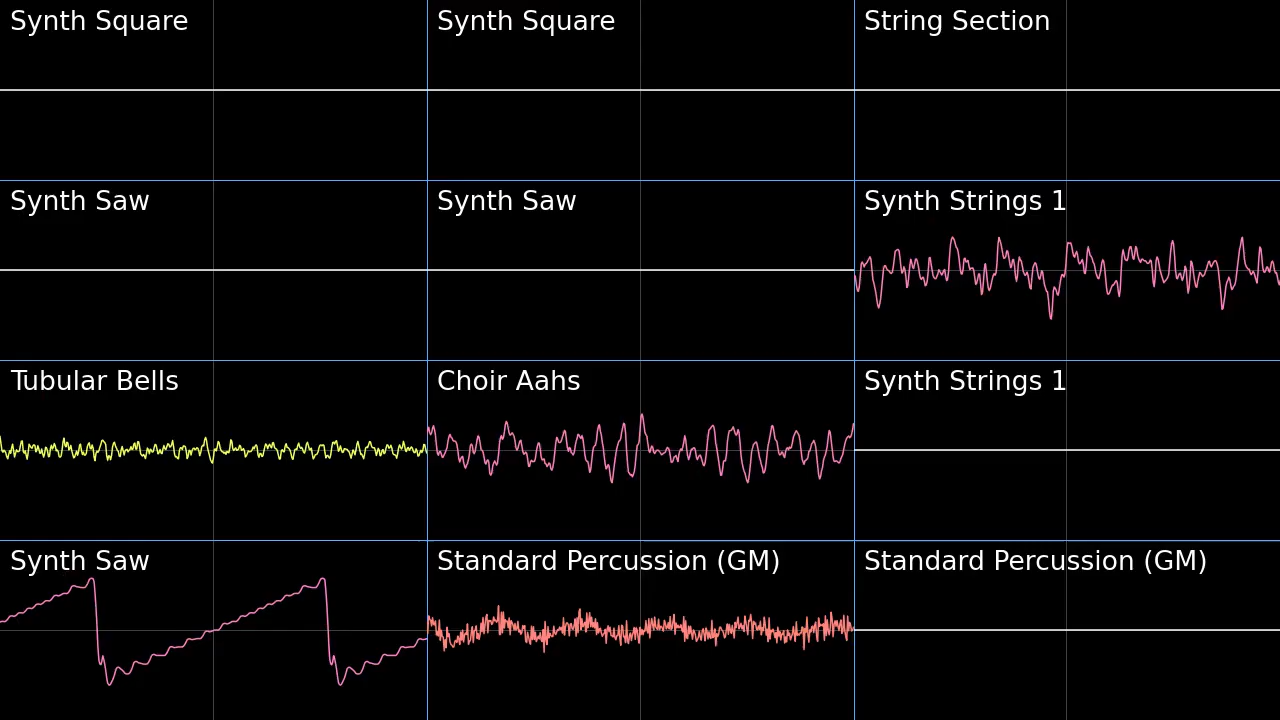 Synth Square
Synth Square
String Section
Synth Saw
Synth Saw
Synth Strings 1
Tubular Bells
Choir Aahs
Synth Strings 1
Synth Saw
Standard Percussion (GM)
Standard Percussion (GM)